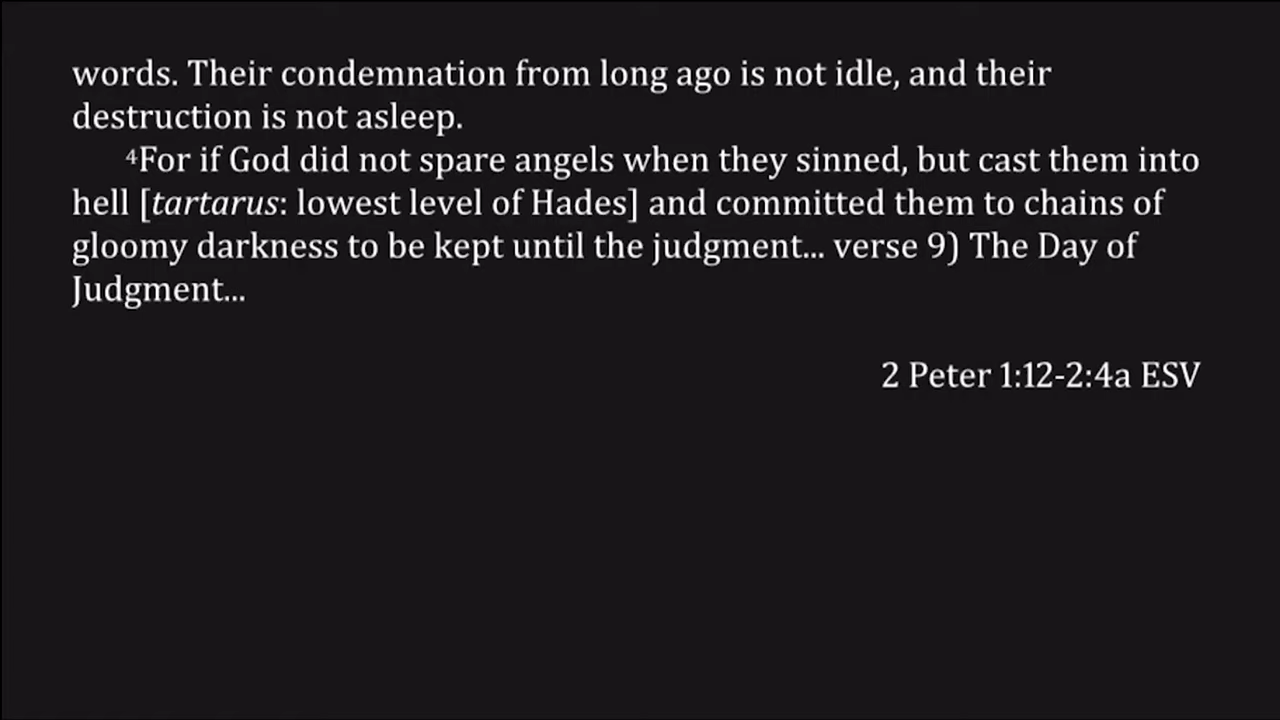 words. Their condemnation from long ago is not idle, and their
destruction is not asleep.
⁴For if God did not spare angels when they sinned, but cast them into
hell [tartarus: lowest level of Hades] and committed them to chains of
gloomy darkness to be kept until the judgment... verse 9) The Day of
Judgment...
2 Peter 1:12-2:4a ESV